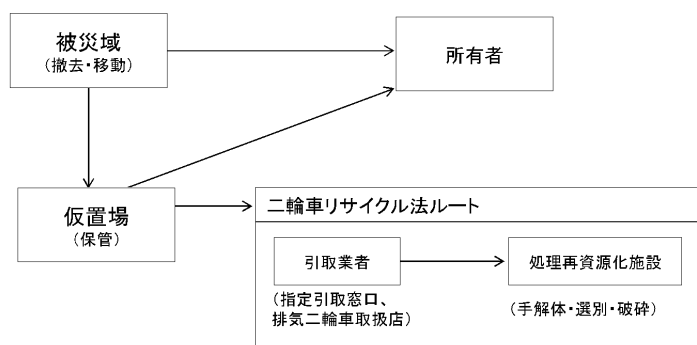 被災域
(撤去・移動)
所有者
仮置場
(保管)
二輪車リサイクル法ルート
引取業者
処理再資源化施設
(指定引取窓口、
排気二輪車取扱店)
(手解体・選別・破砕)